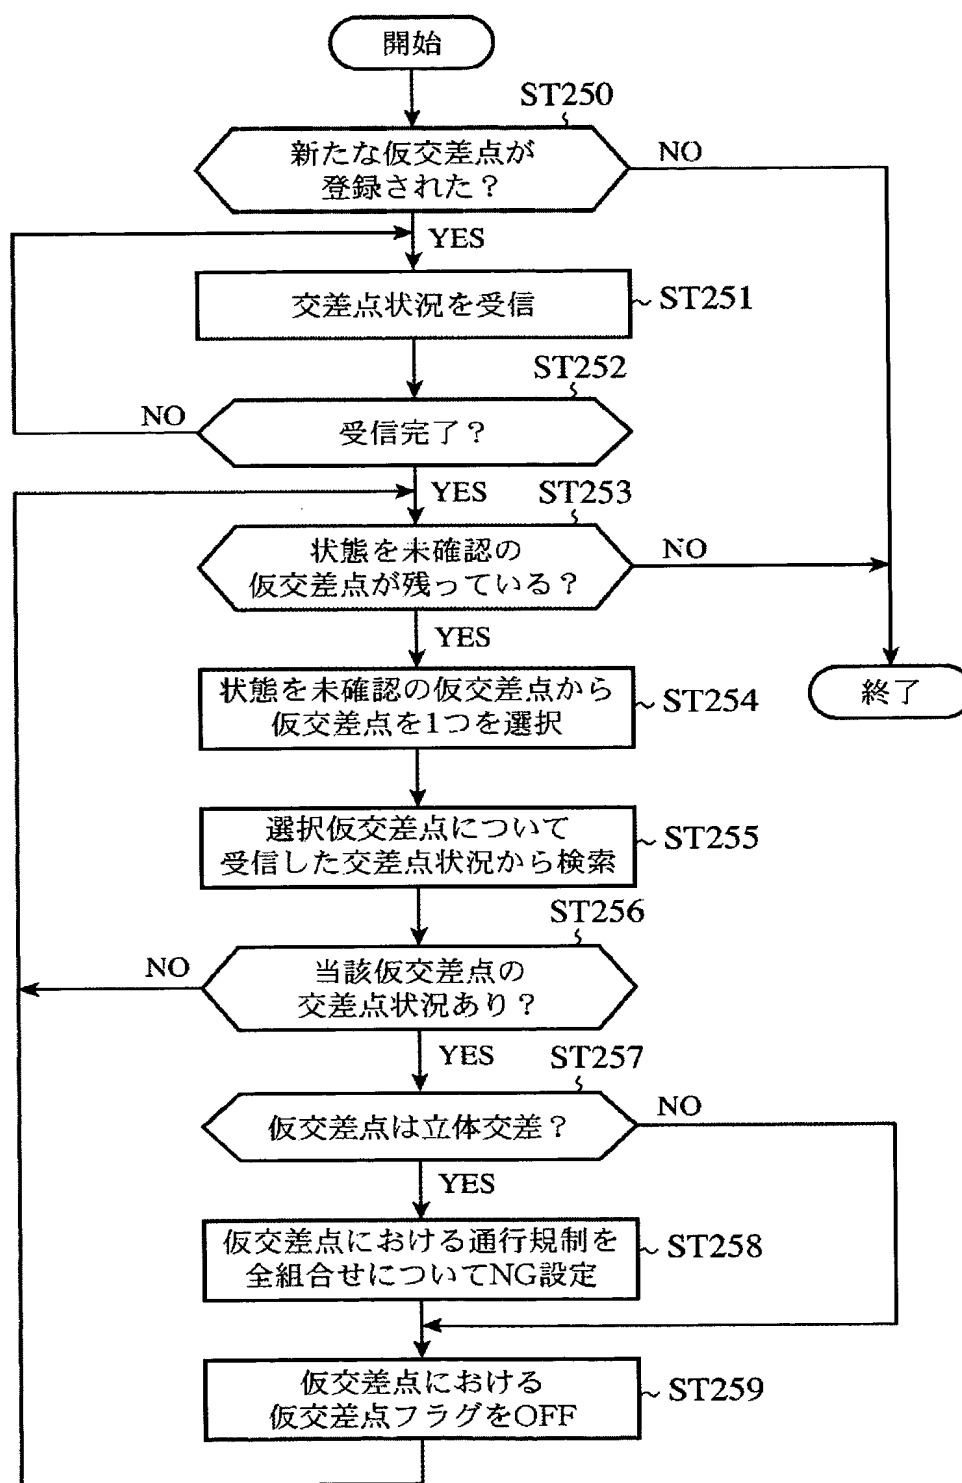 開始
ST250
新たな仮交差点が
登録された？
NO
YES
交差点状況を受信
ST251
ST252
NO
受信完了？
YES
ST253
状態を未確認の
仮交差点が残っている？
NO
YES
状態を未確認の仮交差点から
仮交差点を1つを選択
ST254
終了
選択仮交差点について
受信した交差点状況から検索
ST255
ST256
NO
当該仮交差点の
交差点状況あり？
YES
ST257
仮交差点は立体交差？
NO
YES
仮交差点における通行規制を
全組合せについてNG設定
ST258
仮交差点における
仮交差点フラグをOFF
ST259